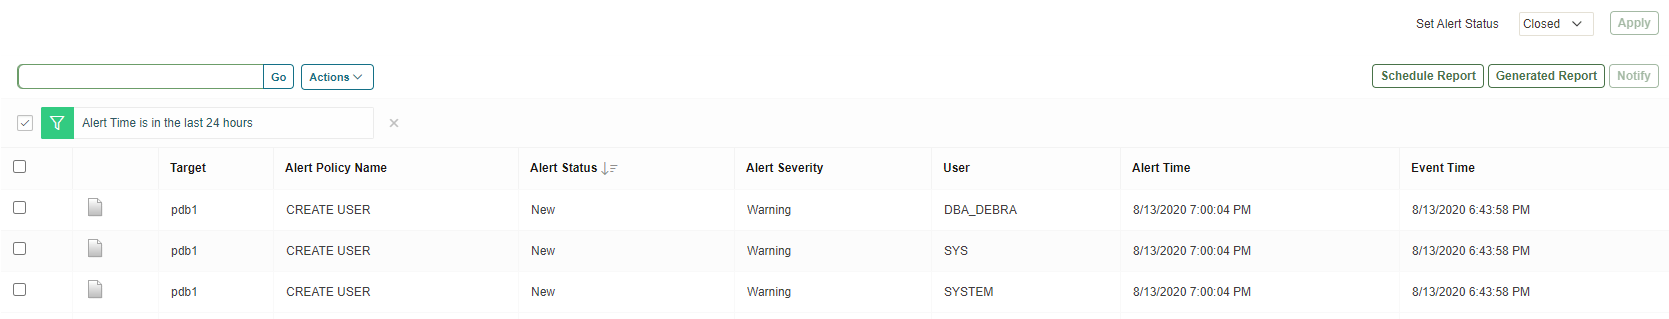 Set Alert Status Closed Apply
Go Actions Schedule Report Generated Report Notify
Alert Time is in the last 24 hours
Target Alert Policy Name Alert Status Alert Severity User Alert Time Event Time
pdb1 CREATE USER New Warning DBA_DEBRA 8/13/2020 7:00:04 PM 8/13/2020 6:43:58 PM
pdb1 CREATE USER New Warning SYS 8/13/2020 7:00:04 PM 8/13/2020 6:43:58 PM
pdb1 CREATE USER New Warning SYSTEM 8/13/2020 7:00:04 PM 8/13/2020 6:43:58 PM